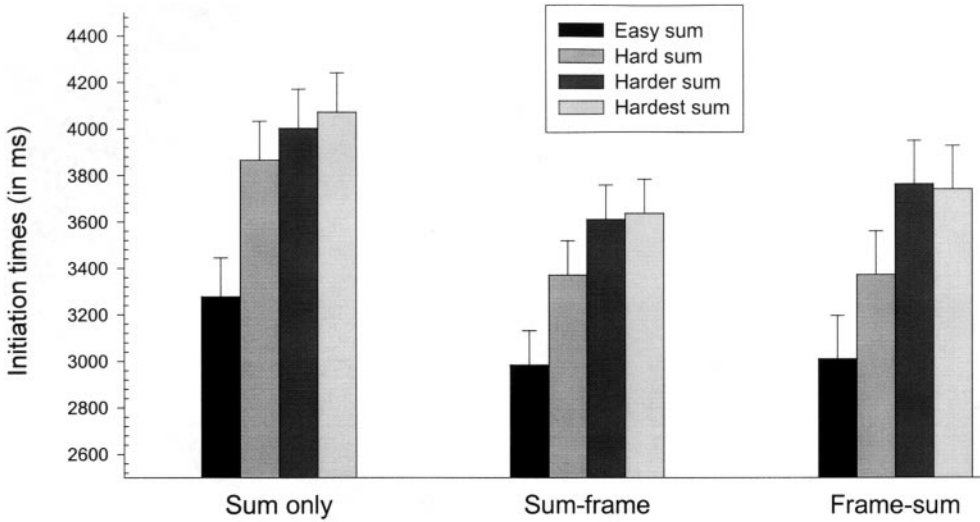 Initiation times (in ms)
4400
4200
4000
3800
3600
3400
3200
3000
2800
2600
Easy sum
Hard sum
Harder sum
Hardest sum
Sum only
Sum-frame
Frame-sum